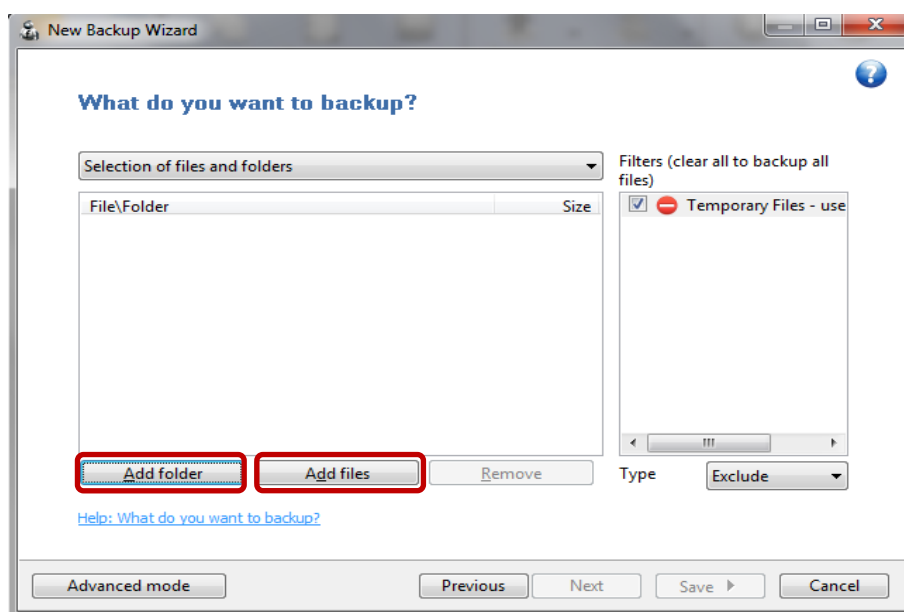 New Backup Wizard
What do you want to backup?
Selection of files and folders
Filters (clear all to backup all
files)
File\Folder Size
Temporary Files - use
Add folder Add files Remove
Type Exclude
Help: What do you want to backup?
Advanced mode Previous Next Save Cancel